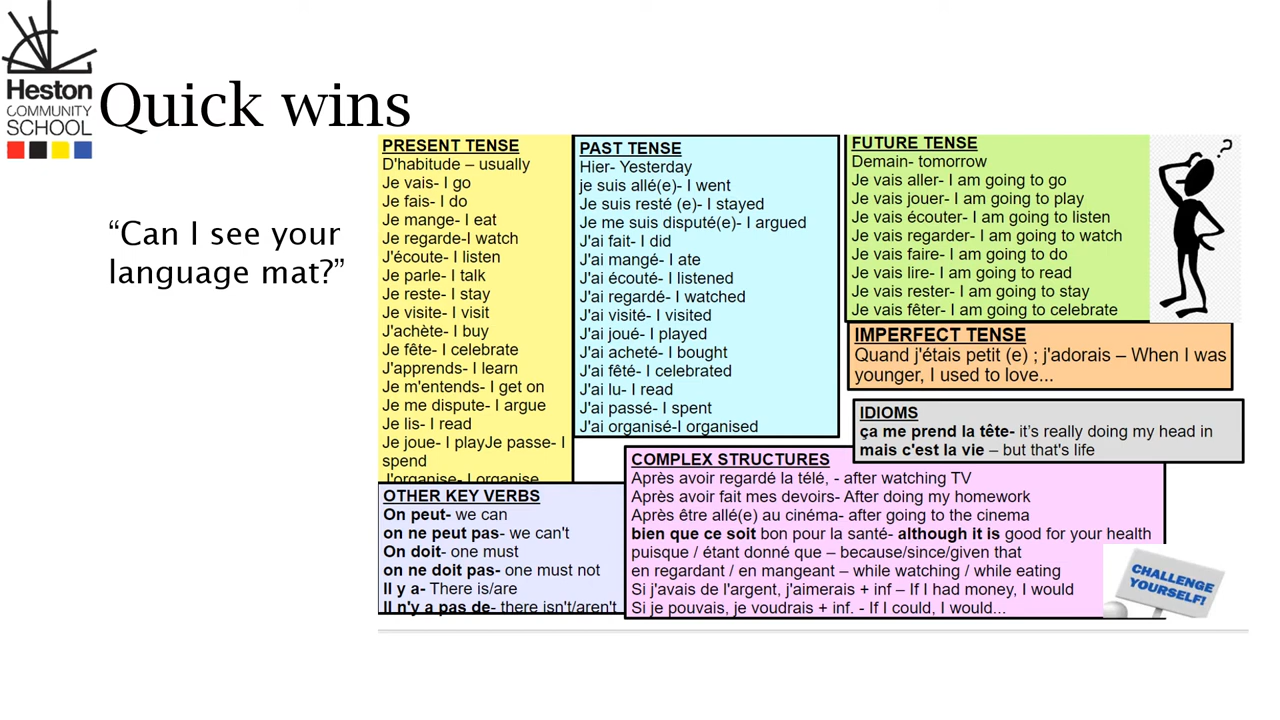 Heston
COMMUNITY
SCHOOL
Quick wins
“Can I see your
language mat?”
PRESENT TENSE
D'habitude – usually
Je vais- I go
Je fais- I do
Je mange- I eat
Je regarde-I watch
J'écoute- I listen
Je parle- I talk
Je reste- I stay
Je visite- I visit
J'achète- I buy
Je fête- I celebrate
J'apprends- I learn
Je m'entends- I get on
Je me dispute- I argue
Je lis- I read
Je joue- I playJe passe- I
spend
J'organise- I organise
PAST TENSE
Hier- Yesterday
je suis allé(e)- I went
Je suis resté (e)- I stayed
Je me suis disputé(e)- I argued
J'ai fait- I did
J'ai mangé- I ate
J'ai écouté- I listened
J'ai regardé- I watched
J'ai visité- I visited
J'ai joué- I played
J'ai acheté- I bought
J'ai fêté- I celebrated
J'ai lu- I read
J'ai passé- I spent
J'ai organisé-I organised
FUTURE TENSE
Demain- tomorrow
Je vais aller- I am going to go
Je vais jouer- I am going to play
Je vais écouter- I am going to listen
Je vais regarder- I am going to watch
Je vais faire- I am going to do
Je vais lire- I am going to read
Je vais rester- I am going to stay
Je vais fêter- I am going to celebrate
?
IMPERFECT TENSE
Quand j'étais petit (e) ; j'adorais – When I was
younger, I used to love...
IDIOMS
ça me prend la tête- it’s really doing my head in
mais c'est la vie – but that's life
OTHER KEY VERBS
On peut- we can
on ne peut pas- we can't
On doit- one must
on ne doit pas- one must not
Il y a- There is/are
Il n'y a pas de- there isn't/aren't
COMPLEX STRUCTURES
Après avoir regardé la télé, - after watching TV
Après avoir fait mes devoirs- After doing my homework
Après être allé(e) au cinéma- after going to the cinema
bien que ce soit bon pour la santé- although it is good for your health
puisque / étant donné que – because/since/given that
en regardant / en mangeant – while watching / while eating
Si j'avais de l'argent, j'aimerais + inf – If I had money, I would
Si je pouvais, je voudrais + inf. - If I could, I would...
CHALLENGE
YOURSELF!